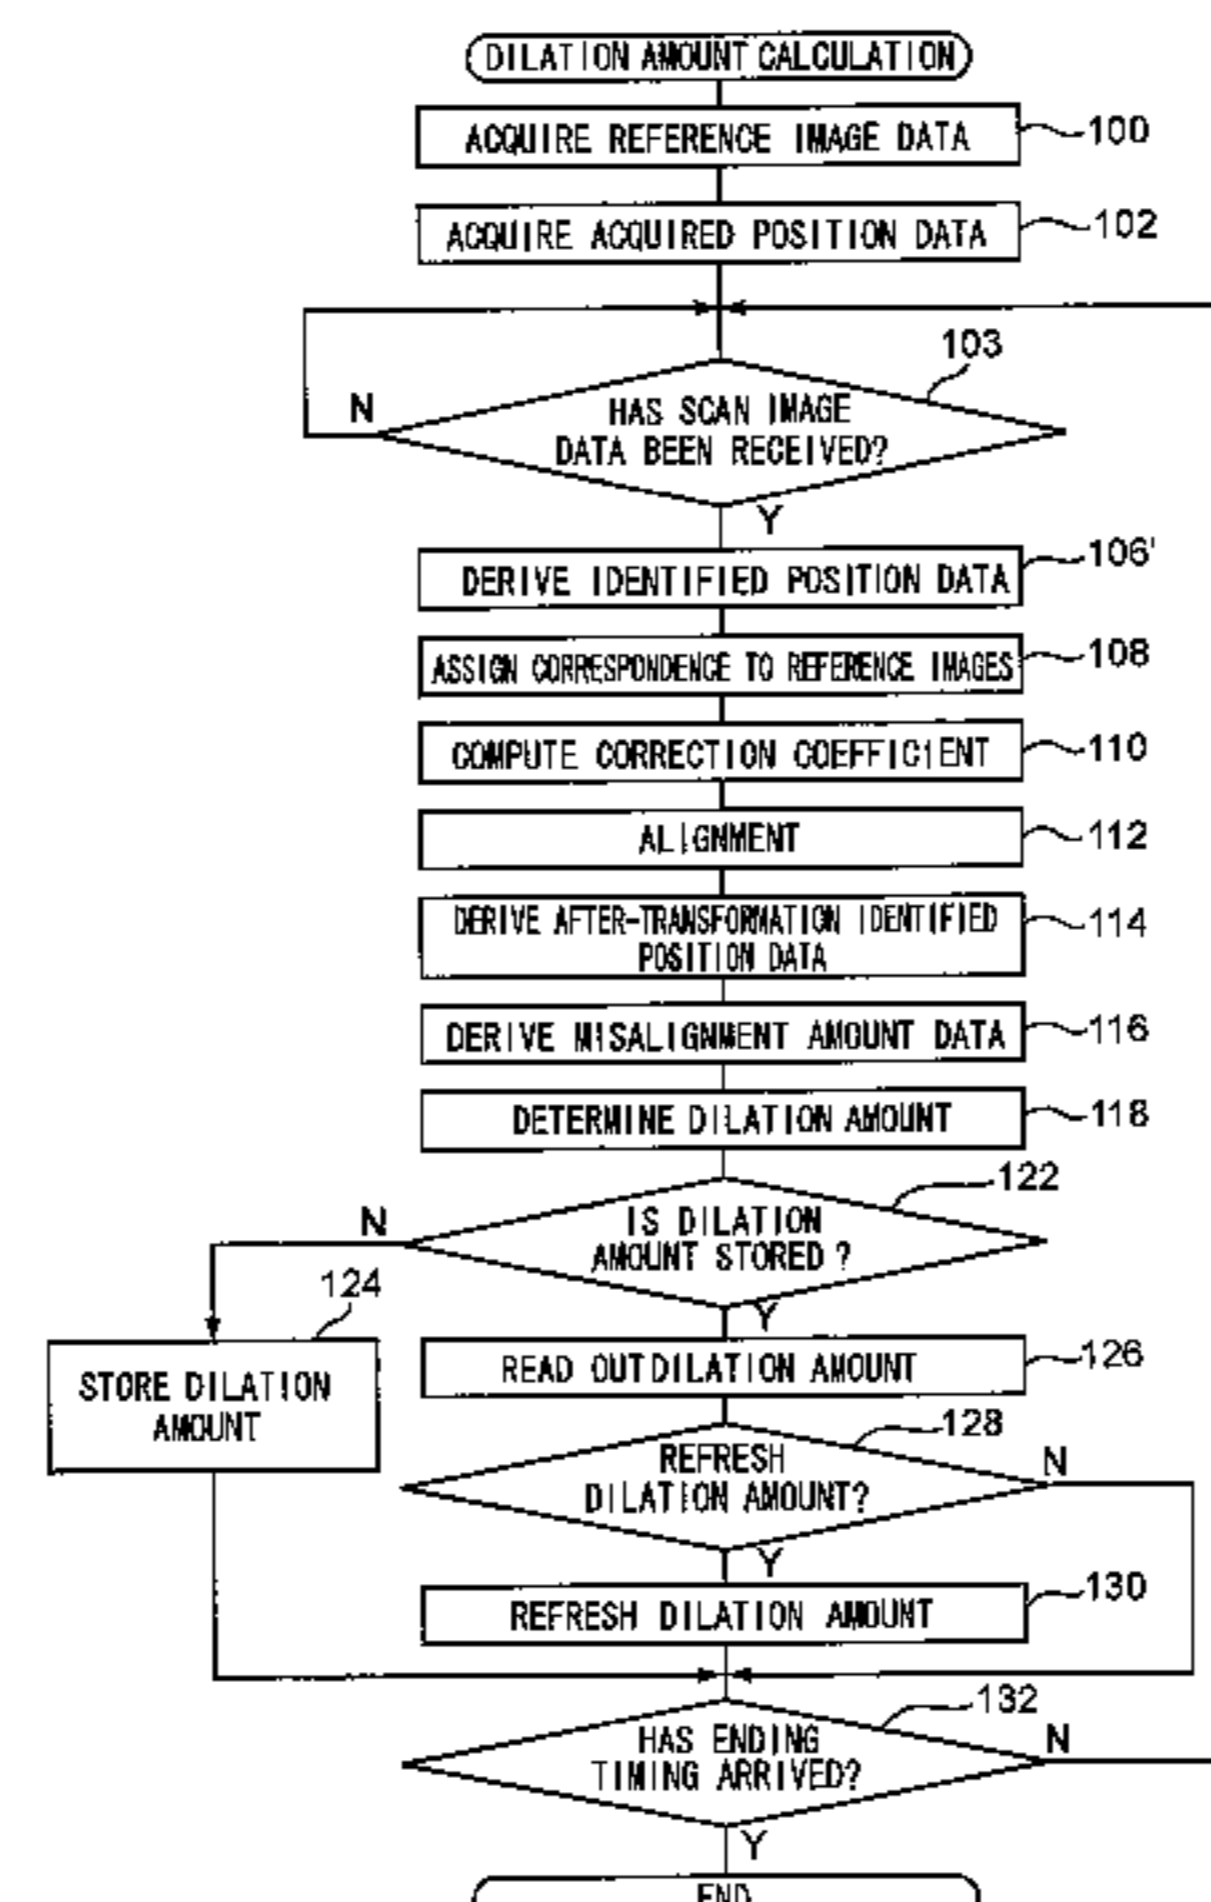 DILATION AMOUNT CALCULATION
ACQUIRE REFERENCE IMAGE DATA
100
ACQUIRE ACQUIRED POSITION DATA
102
103
HAS SCAN IMAGE
DATA BEEN RECEIVED?
N
Y
DERIVE IDENTIFIED POSITION DATA
106'
ASSIGN CORRESPONDENCE TO REFERENCE IMAGES
108
COMPUTE CORRECTION COEFFICIENT
110
ALIGNMENT
112
DERIVE AFTER-TRANSFORMATION IDENTIFIED
POSITION DATA
114
DERIVE MISALIGNMENT AMOUNT DATA
116
DETERMINE DILATION AMOUNT
118
122
IS DILATION
AMOUNT STORED?
N
Y
124
STORE DILATION
AMOUNT
READ OUT DILATION AMOUNT
126
128
REFRESH
DILATION AMOUNT?
N
Y
REFRESH DILATION AMOUNT
130
132
HAS ENDING
TIMING ARRIVED?
N
Y
END